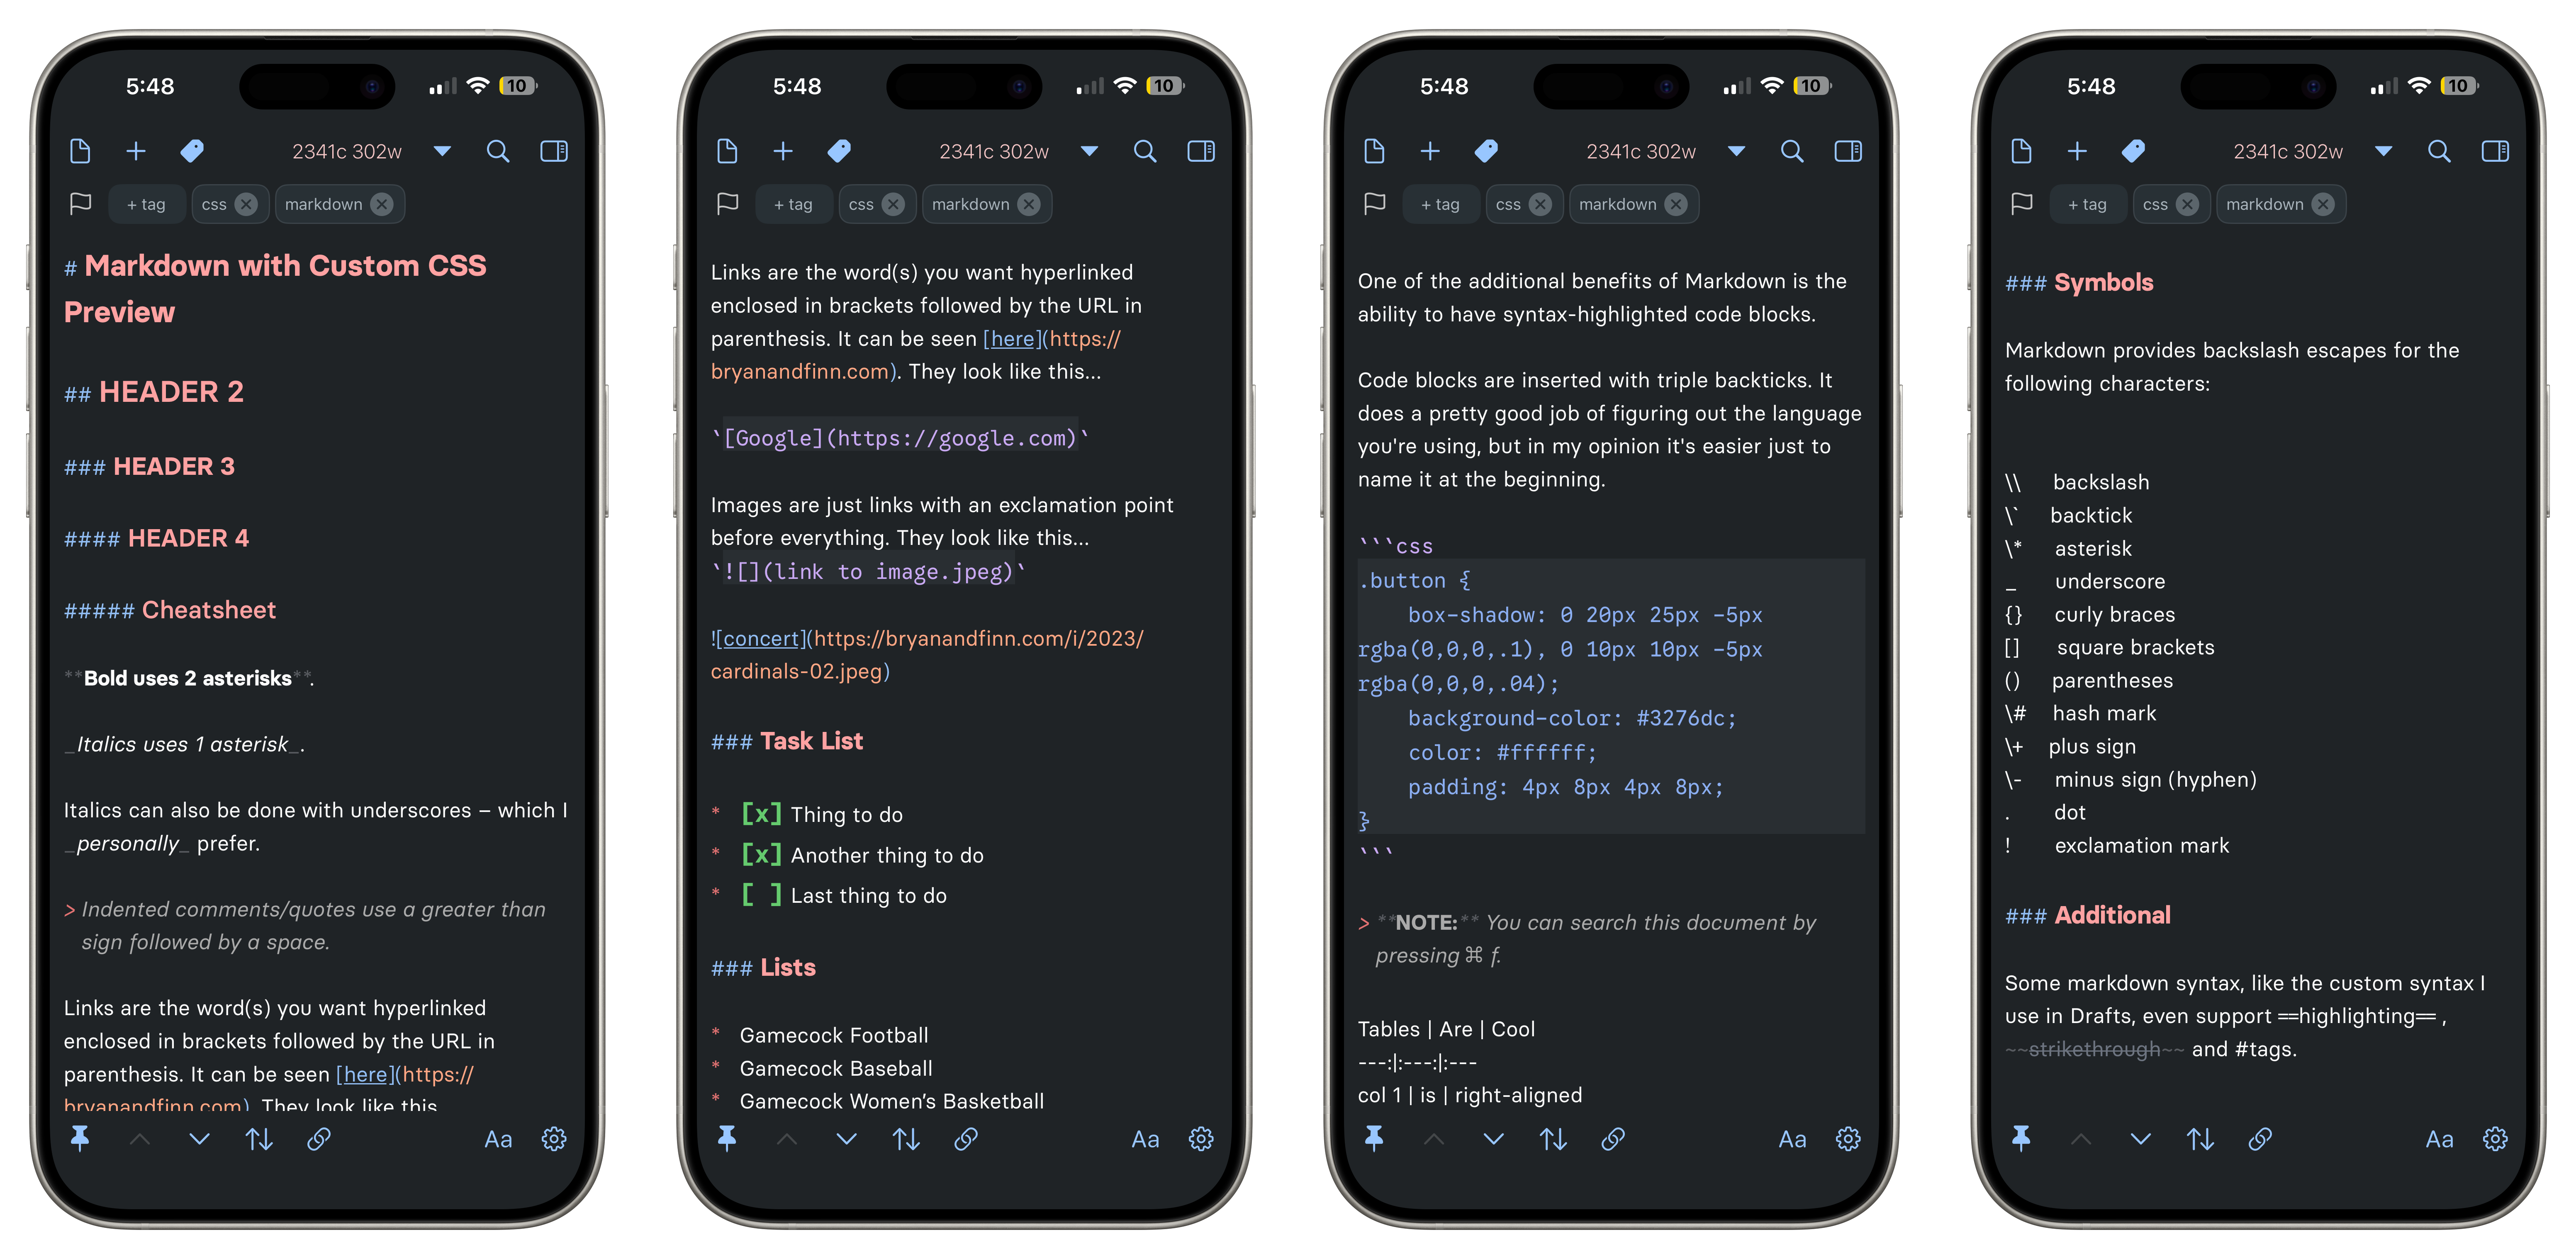 5:48
10
2341c 302w
+ tag
css
markdown
# Markdown with Custom CSS
Preview
## HEADER 2
### HEADER 3
#### HEADER 4
##### Cheatsheet
**Bold uses 2 asterisks**.
_Italics uses 1 asterisk_.
Italics can also be done with underscores – which I
_personally_ prefer.
> Indented comments/quotes use a greater than
sign followed by a space.
Links are the word(s) you want hyperlinked
enclosed in brackets followed by the URL in
parenthesis. It can be seen [here](https://
bryanandfinn.com). They look like this
Aa
5:48
10
2341c 302w
+ tag
css
markdown
Links are the word(s) you want hyperlinked
enclosed in brackets followed by the URL in
parenthesis. It can be seen [here](https://
bryanandfinn.com). They look like this...
`[Google](https://google.com)`
Images are just links with an exclamation point
before everything. They look like this...
`![](link to image.jpeg)`
![concert](https://bryanandfinn.com/i/2023/
cardinals-02.jpeg)
### Task List
* [x] Thing to do
* [x] Another thing to do
* [ ] Last thing to do
### Lists
* Gamecock Football
* Gamecock Baseball
* Gamecock Women's Basketball
Aa
5:48
10
2341c 302w
+ tag
css
markdown
One of the additional benefits of Markdown is the
ability to have syntax-highlighted code blocks.
Code blocks are inserted with triple backticks. It
does a pretty good job of figuring out the language
you're using, but in my opinion it's easier just to
name it at the beginning.
```css
.button {
box-shadow: 0 20px 25px -5px
rgba(0,0,0,.1), 0 10px 10px -5px
rgba(0,0,0,.04);
background-color: #3276dc;
color: #ffffff;
padding: 4px 8px 4px 8px;
}
```
> **NOTE:** You can search this document by
pressing ⌘ f.
Tables | Are | Cool
---:|:---:|:---
col 1 | is | right-aligned
Aa
5:48
10
2341c 302w
+ tag
css
markdown
### Symbols
Markdown provides backslash escapes for the
following characters:
\\ backslash
\` backtick
\* asterisk
_ underscore
{} curly braces
[] square brackets
() parentheses
\# hash mark
\+ plus sign
\- minus sign (hyphen)
. dot
! exclamation mark
### Additional
Some markdown syntax, like the custom syntax I
use in Drafts, even support ==highlighting== ,
~~strikethrough~~ and #tags.
Aa